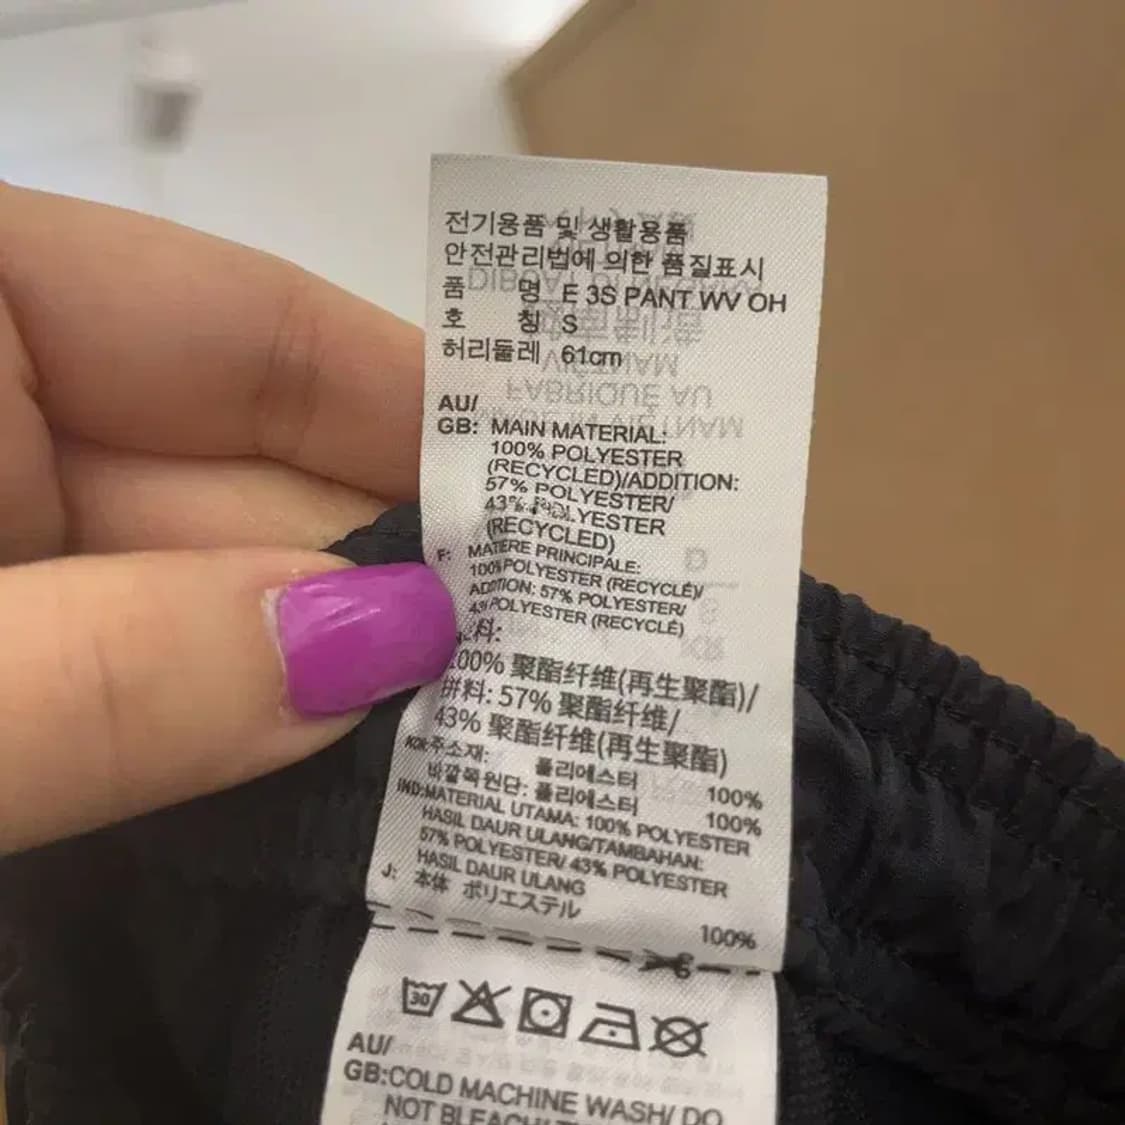 전기용품 및 생활용품
안전관리법에 의한 품질표시
품 명 E 3S PANT WV OH
호 칭 S
허리둘레 61cm
AU/
GB: MAIN MATERIAL:
100% POLYESTER
(RECYCLED)/ADDITION:
57% POLYESTER/
43% POLYESTER
(RECYCLED)
F: MATIÈRE PRINCIPALE:
100% POLYESTER (RECYCLÉ)/
ADDITION: 57% POLYESTER/
43% POLYESTER (RECYCLÉ)
料:
100% 聚酯纤维(再生聚酯)/
拼料: 57% 聚酯纤维/
43% 聚酯纤维(再生聚酯)
KOR: 주소재: 폴리에스터 100%
바깥쪽원단: 폴리에스터 100%
IND: MATERIAL UTAMA: 100% POLYESTER
HASIL DAUR ULANG/TAMBAHAN:
57% POLYESTER/ 43% POLYESTER
HASIL DAUR ULANG
J: 本体 ポリエステル 100%
30
AU/
GB: COLD MACHINE WASH/ DO
NOT BLEACH/